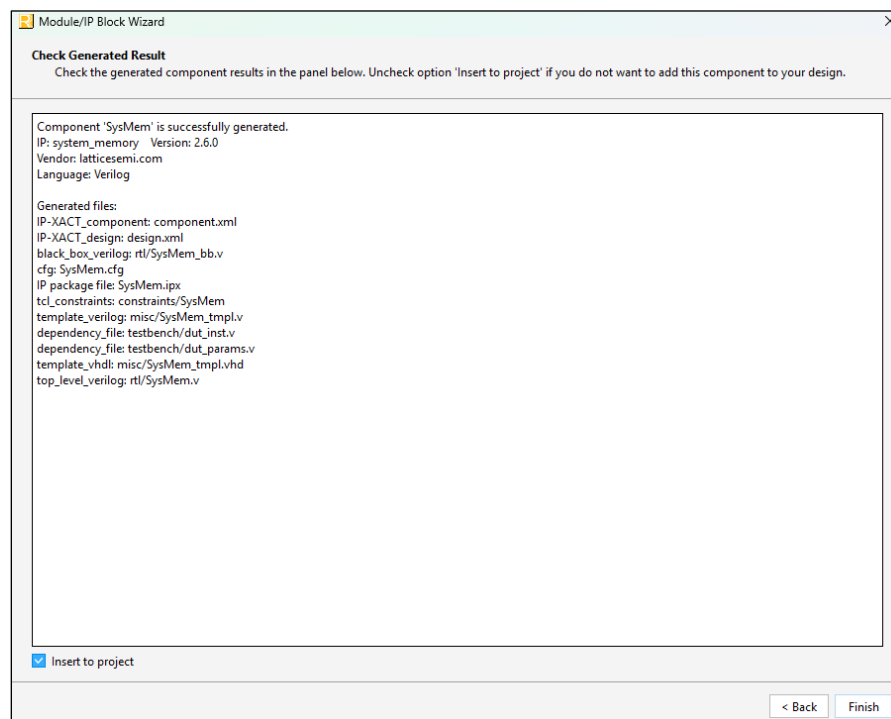 Module/IP Block Wizard
Check Generated Result
Check the generated component results in the panel below. Uncheck option 'Insert to project' if you do not want to add this component to your design.
Component 'SysMem' is successfully generated.
IP: system_memory Version: 2.6.0
Vendor: latticesemi.com
Language: Verilog
Generated files:
IP-XACT_component: component.xml
IP-XACT_design: design.xml
black_box_verilog: rtl/SysMem_bb.v
cfg: SysMem.cfg
IP package file: SysMem.ipx
tcl_constraints: constraints/SysMem
template_verilog: misc/SysMem_tmpl.v
dependency_file: testbench/dut_inst.v
dependency_file: testbench/dut_params.v
template_vhdl: misc/SysMem_tmpl.vhd
top_level_verilog: rtl/SysMem.v
Insert to project
< Back Finish